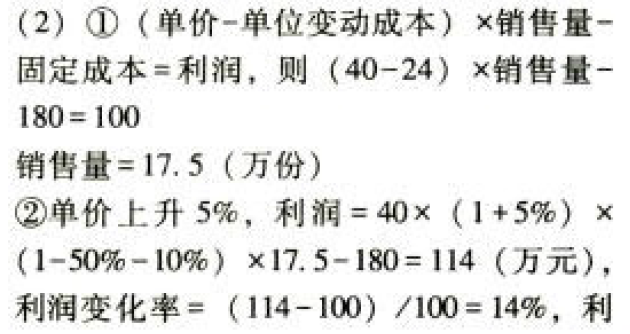 (2) ① (单价-单位变动成本) ×销售量-
固定成本=利润, 则 (40-24) ×销售量-
180=100
销售量=17.5 (万份)
②单价上升 5%, 利润=40× (1+5%) ×
(1-50%-10%) ×17.5-180=114 (万元),
利润变化率= (114-100) /100=14%, 利